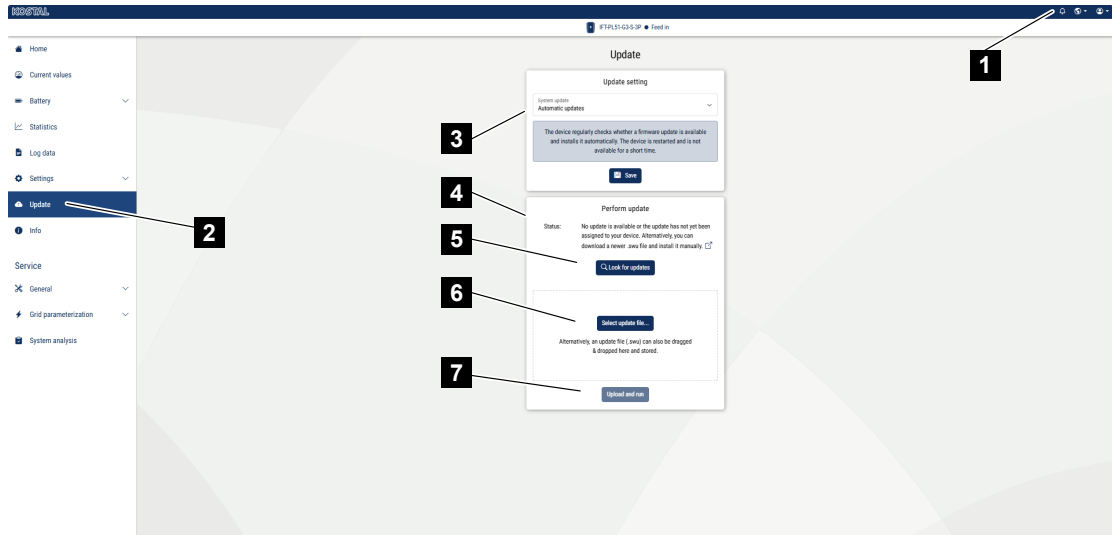 KOSTAL
IFT-PL51-G3-S-3P ● Feed in
1
Home
Current values
Battery
Statistics
Log data
Settings
Update
Info
Service
General
Grid parameterization
System analysis
2
Update
Update setting
System update
Automatic updates
The device regularly checks whether a firmware update is available
and installs it automatically. The device is restarted and is not
available for a short time.
Save
3
4
Perform update
Status: No update is available or the update has not yet been
assigned to your device. Alternatively, you can
download a newer .swu file and install it manually.
5
Look for updates
6
Select update file...
Alternatively, an update file (.swu) can also be dragged
& dropped here and stored.
7
Upload and run